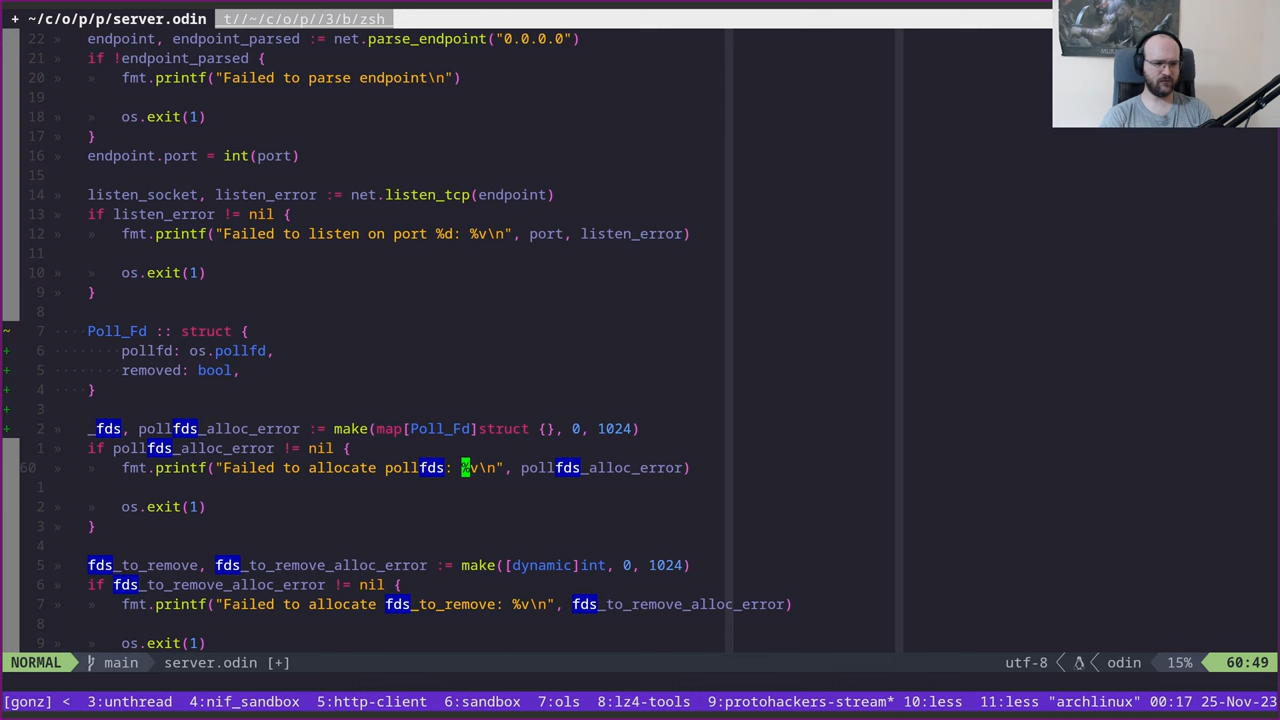 + ~/c/o/p/p/server.odin t//~/c/o/p//3/b/zsh
22 » endpoint, endpoint_parsed := net.parse_endpoint("0.0.0.0")
21 » if !endpoint_parsed {
20 » » fmt.printf("Failed to parse endpoint\n")
19
18 » » os.exit(1)
17 » }
16 » endpoint.port = int(port)
15
14 » listen_socket, listen_error := net.listen_tcp(endpoint)
13 » if listen_error != nil {
12 » » fmt.printf("Failed to listen on port %d: %v\n", port, listen_error)
11
10 » » os.exit(1)
9 » }
8
~ 7 ····Poll_Fd :: struct {
+ 6 ········pollfd: os.pollfd,
+ 5 ········removed: bool,
+ 4 ····}
+ 3
+ 2 » _fds, pollfds_alloc_error := make(map[Poll_Fd]struct {}, 0, 1024)
1 » if pollfds_alloc_error != nil {
60 » » fmt.printf("Failed to allocate pollfds: %v\n", pollfds_alloc_error)
1
2 » » os.exit(1)
3 » }
4
5 » fds_to_remove, fds_to_remove_alloc_error := make([dynamic]int, 0, 1024)
6 » if fds_to_remove_alloc_error != nil {
7 » » fmt.printf("Failed to allocate fds_to_remove: %v\n", fds_to_remove_alloc_error)
8
9 » » os.exit(1)
NORMAL main server.odin [+] utf-8 odin 15% 60:49
[gonz] < 3:unthread 4:nif_sandbox 5:http-client 6:sandbox 7:ols 8:lz4-tools 9:protohackers-stream* 10:less 11:less "archlinux" 00:17 25-Nov-23